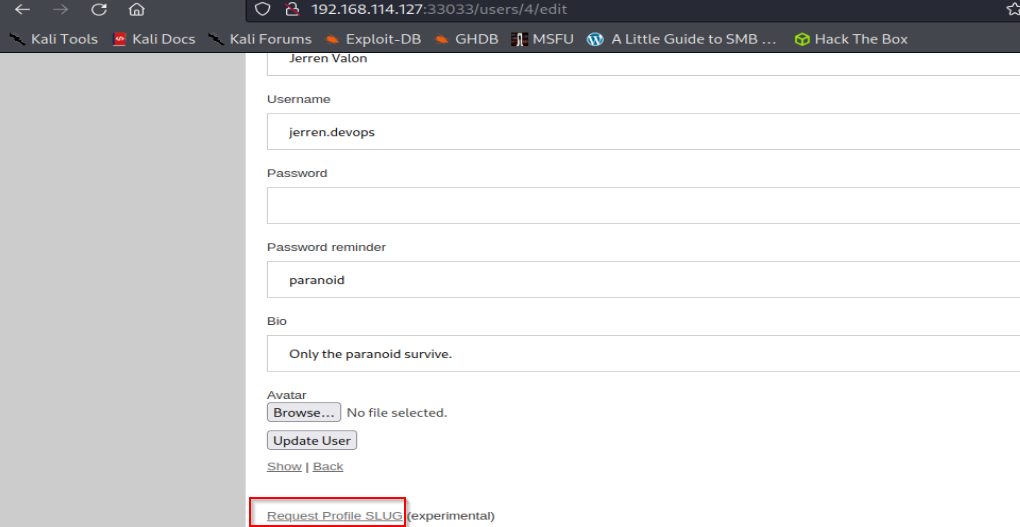 192.168.114.127:33033/users/4/edit
Kali Tools Kali Docs Kali Forums Exploit-DB GHDB MSFU A Little Guide to SMB ... Hack The Box
Jerren Valon
Username
jerren.devops
Password
Password reminder
paranoid
Bio
Only the paranoid survive.
Avatar
Browse... No file selected.
Update User
Show | Back
Request Profile SLUG (experimental)